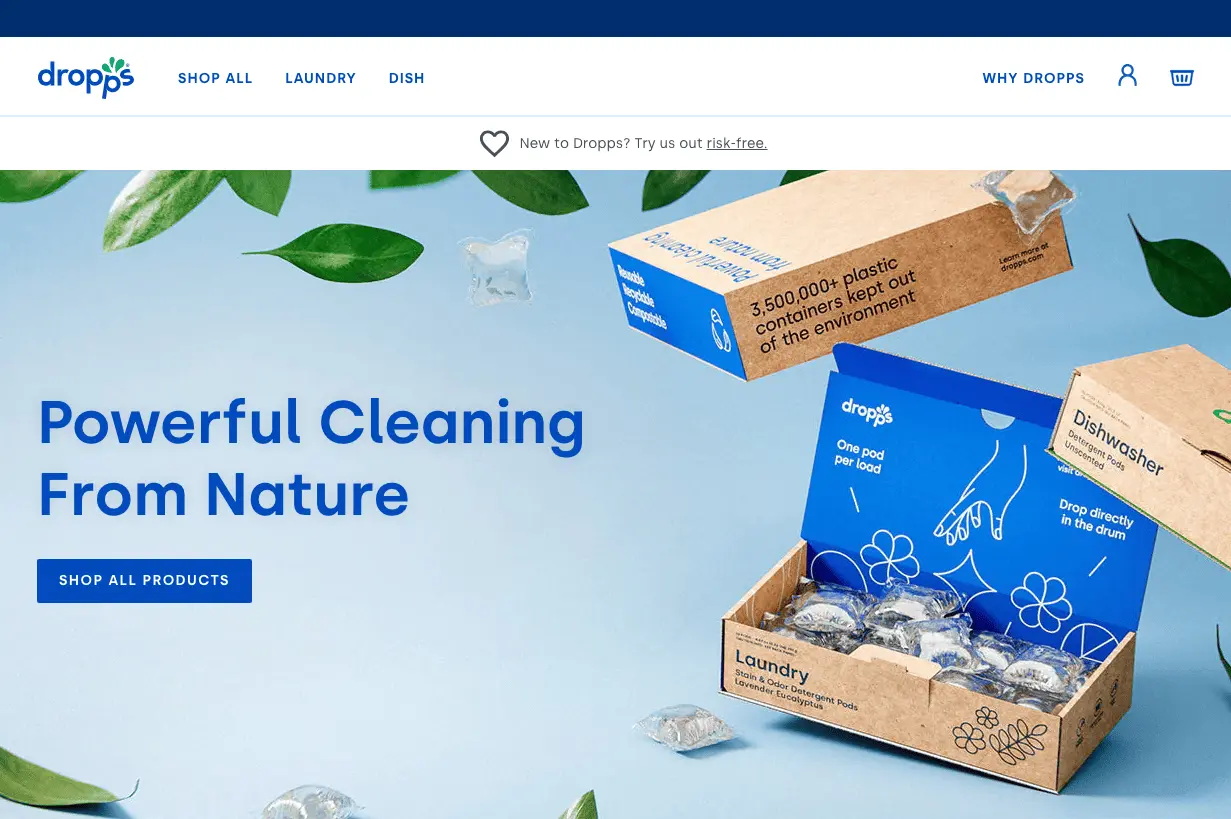 dropps
SHOP ALL
LAUNDRY
DISH
WHY DROPPS
New to Dropps? Try us out risk-free.
Powerful Cleaning
From Nature
SHOP ALL PRODUCTS
Powerful cleaning
from nature
Reusable
Recyclable
Compostable
3,500,000+ plastic
containers kept out
of the environment
Learn more at
dropps.com
dropps
One pod
per load
Drop directly
in the drum
Dishwasher
Detergent Pods
Unscented
Laundry
Stain & Odor Detergent Pods
Lavender Eucalyptus